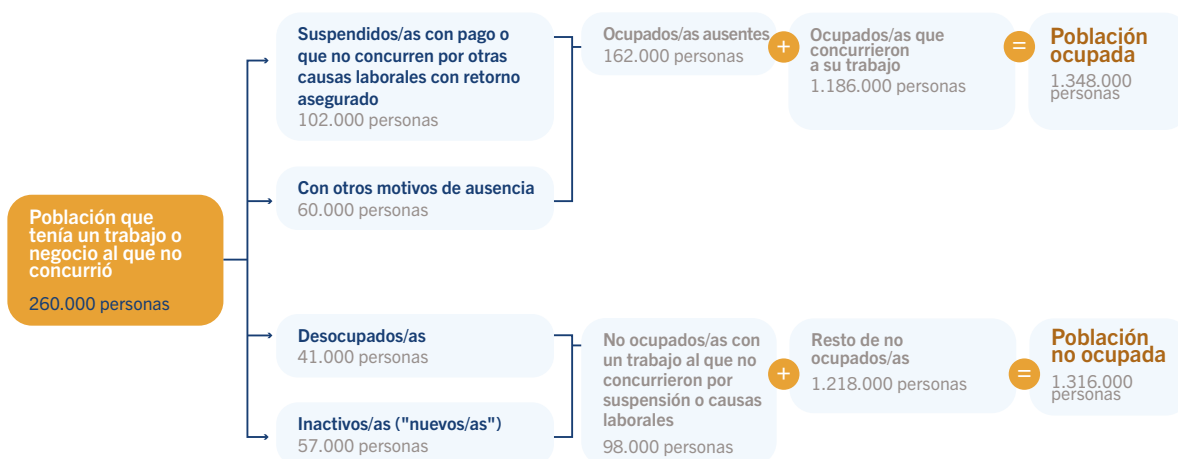 Población que
tenía un trabajo o
negocio al que no
concurrió
260.000 personas
Suspendidos/as con pago o
que no concurren por otras
causas laborales con retorno
asegurado
102.000 personas
Con otros motivos de ausencia
60.000 personas
Ocupados/as ausentes
162.000 personas
+
Ocupados/as que
concurrieron
a su trabajo
1.186.000 personas
=
Población
ocupada
1.348.000
personas
Desocupados/as
41.000 personas
Inactivos/as ("nuevos/as")
57.000 personas
No ocupados/as con
un trabajo al que no
concurrieron por
suspensión o causas
laborales
98.000 personas
+
Resto de no
ocupados/as
1.218.000 personas
=
Población
no ocupada
1.316.000
personas